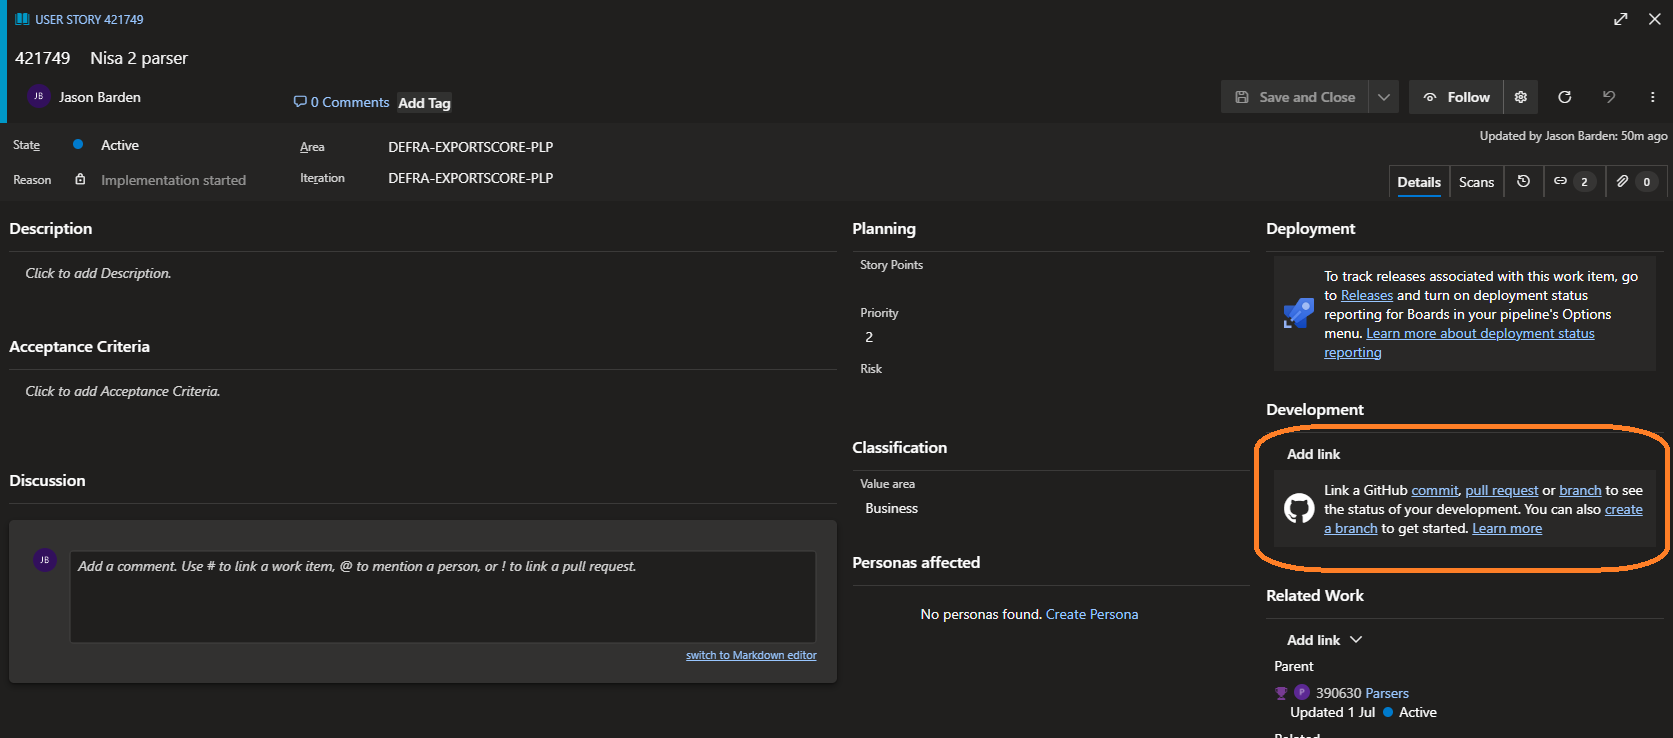 USER STORY 421749
421749 Nisa 2 parser
JB Jason Barden
0 Comments Add Tag
Save and Close
Follow
Updated by Jason Barden: 50m ago
State Active
Area DEFRA-EXPORTSCORE-PLP
Reason Implementation started
Iteration DEFRA-EXPORTSCORE-PLP
Details Scans 2 0
Description
Click to add Description.
Acceptance Criteria
Click to add Acceptance Criteria.
Discussion
JB
Add a comment. Use # to link a work item, @ to mention a person, or ! to link a pull request.
switch to Markdown editor
Planning
Story Points
Priority
2
Risk
Classification
Value area
Business
Personas affected
No personas found. Create Persona
Deployment
To track releases associated with this work item, go
to Releases and turn on deployment status
reporting for Boards in your pipeline's Options
menu. Learn more about deployment status
reporting
Development
Add link
Link a GitHub commit, pull request or branch to see
the status of your development. You can also create
a branch to get started. Learn more
Related Work
Add link
Parent
P 390630 Parsers
Updated 1 Jul Active
Related